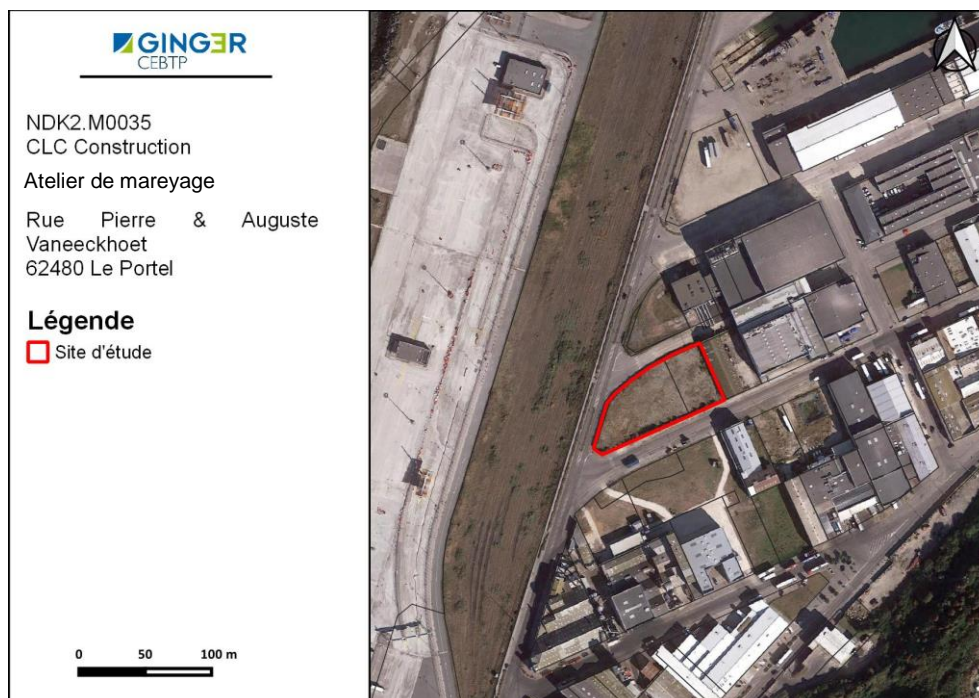 GINGER
CEBTP
NDK2.M0035
CLC Construction
Atelier de mareyage
Rue Pierre & Auguste
Vaneeckhoet
62480 Le Portel
Légende
Site d'étude
0 50 100 m